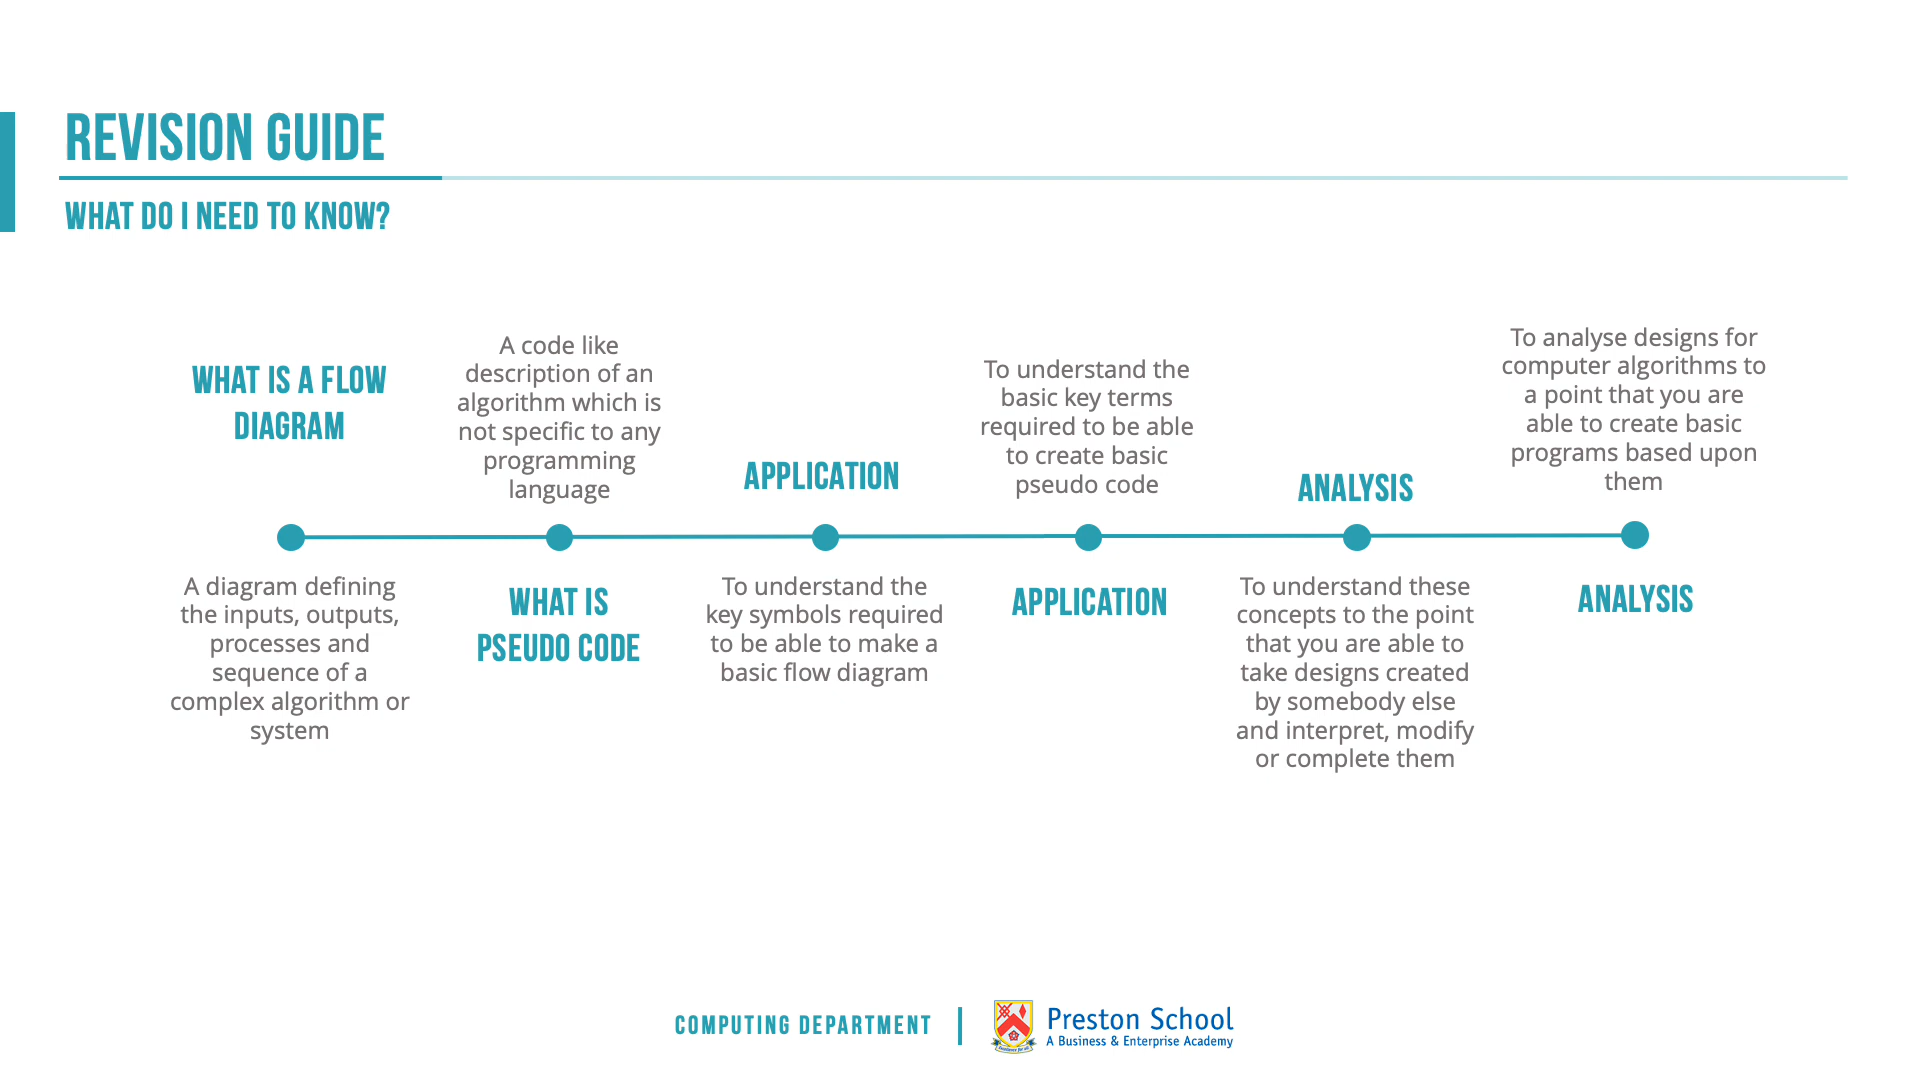 REVISION GUIDE
WHAT DO I NEED TO KNOW?
WHAT IS A FLOW
DIAGRAM
A diagram defining
the inputs, outputs,
processes and
sequence of a
complex algorithm or
system
A code like
description of an
algorithm which is
not specific to any
programming
language
WHAT IS
PSEUDO CODE
APPLICATION
To understand the
key symbols required
to be able to make a
basic flow diagram
To understand the
basic key terms
required to be able
to create basic
pseudo code
APPLICATION
ANALYSIS
To understand these
concepts to the point
that you are able to
take designs created
by somebody else
and interpret, modify
or complete them
To analyse designs for
computer algorithms to
a point that you are
able to create basic
programs based upon
them
ANALYSIS
COMPUTING DEPARTMENT
Preston School
A Business & Enterprise Academy